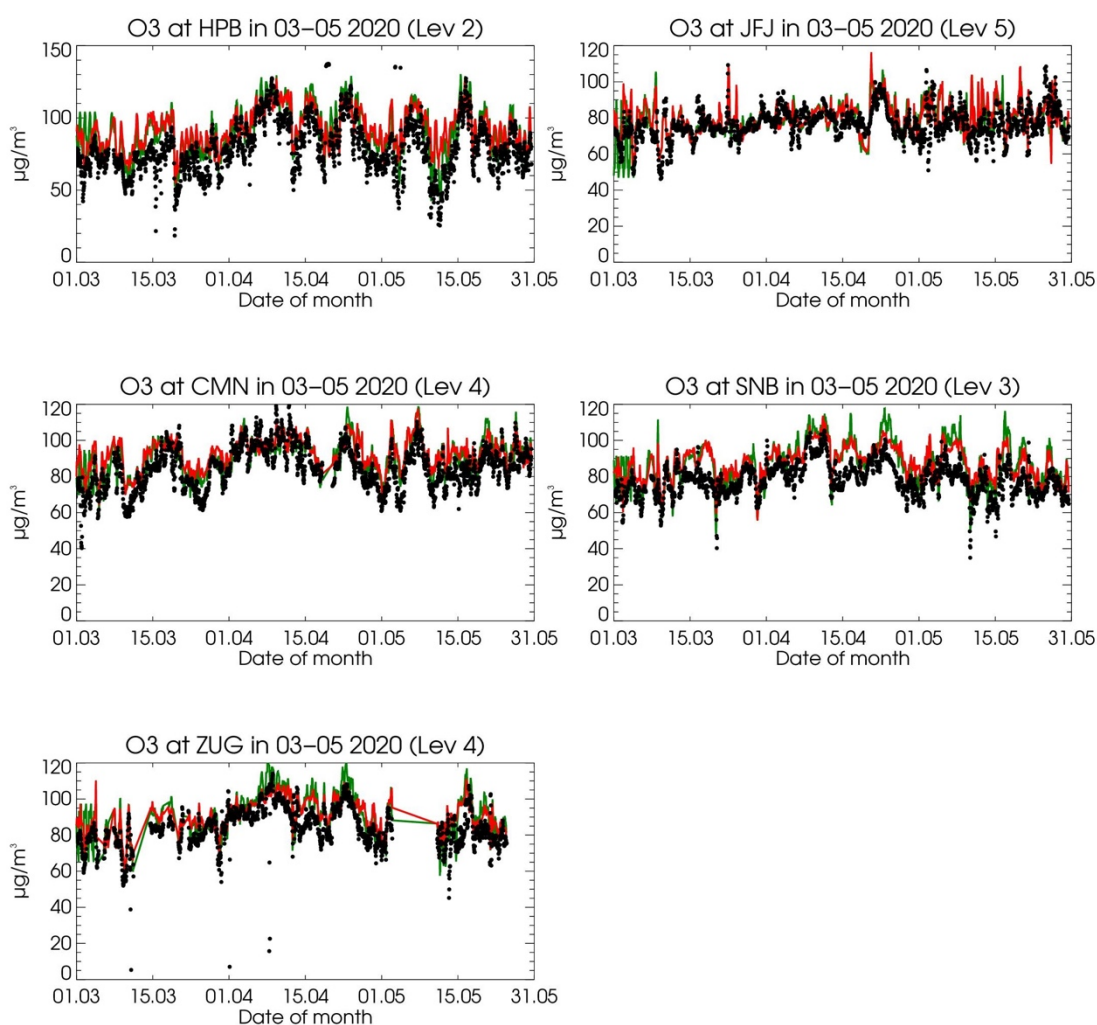 O3 at HPB in 03–05 2020 (Lev 2)
150
100
50
0
µg/m³
01.03 15.03 01.04 15.04 01.05 15.05 31.05
Date of month
O3 at JFJ in 03–05 2020 (Lev 5)
120
100
80
60
40
20
0
µg/m³
01.03 15.03 01.04 15.04 01.05 15.05 31.05
Date of month
O3 at CMN in 03–05 2020 (Lev 4)
120
100
80
60
40
20
0
µg/m³
01.03 15.03 01.04 15.04 01.05 15.05 31.05
Date of month
O3 at SNB in 03–05 2020 (Lev 3)
120
100
80
60
40
20
0
µg/m³
01.03 15.03 01.04 15.04 01.05 15.05 31.05
Date of month
O3 at ZUG in 03–05 2020 (Lev 4)
120
100
80
60
40
20
0
µg/m³
01.03 15.03 01.04 15.04 01.05 15.05 31.05
Date of month